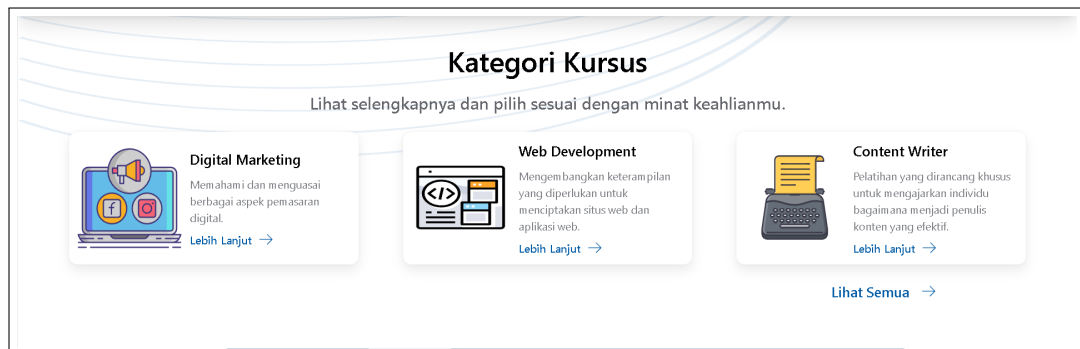 Kategori Kursus
Lihat selengkapnya dan pilih sesuai dengan minat keahlianmu.
Digital Marketing
Memahami dan menguasai
berbagai aspek pemasaran
digital.
Lebih Lanjut
Web Development
Mengembangkan keterampilan
yang diperlukan untuk
menciptakan situs web dan
aplikasi web.
Lebih Lanjut
Content Writer
Pelatihan yang dirancang khusus
untuk mengajarkan individu
bagaimana menjadi penulis
konten yang efektif.
Lebih Lanjut
Lihat Semua